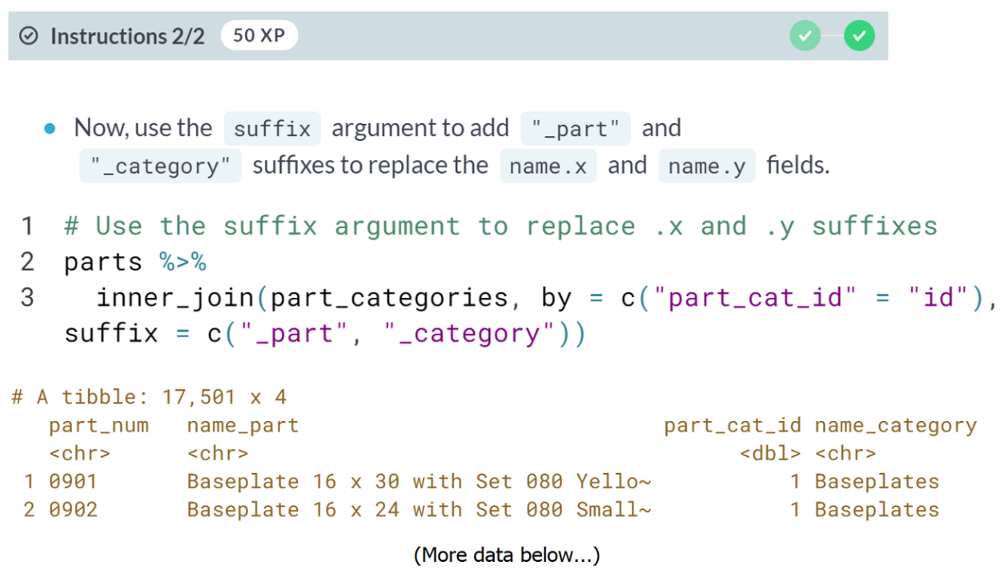 Instructions 2/2 50 XP
Now, use the suffix argument to add "_part" and
"_category" suffixes to replace the name.x and name.y fields.
1 # Use the suffix argument to replace .x and .y suffixes
2 parts %>%
3 inner_join(part_categories, by = c("part_cat_id" = "id"),
suffix = c("_part", "_category"))
# A tibble: 17,501 x 4
part_num name_part part_cat_id name_category
<chr> <chr> <dbl> <chr>
1 0901 Baseplate 16 x 30 with Set 080 Yello~ 1 Baseplates
2 0902 Baseplate 16 x 24 with Set 080 Small~ 1 Baseplates
(More data below...)